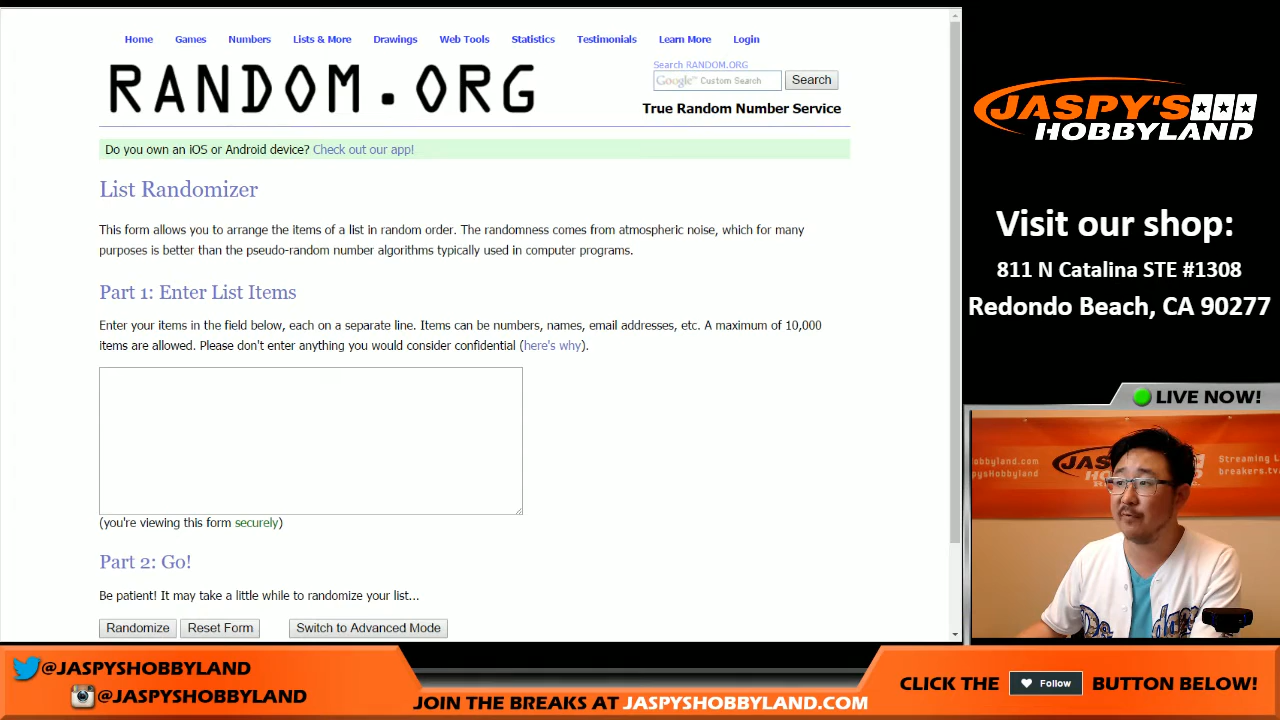 Home Games Numbers Lists & More Drawings Web Tools Statistics Testimonials Learn More Login
RANDOM.ORG
Search RANDOM.ORG
Google™ Custom Search Search
True Random Number Service
Do you own an iOS or Android device? Check out our app!
List Randomizer
This form allows you to arrange the items of a list in random order. The randomness comes from atmospheric noise, which for many
purposes is better than the pseudo-random number algorithms typically used in computer programs.
Part 1: Enter List Items
Enter your items in the field below, each on a separate line. Items can be numbers, names, email addresses, etc. A maximum of 10,000
items are allowed. Please don't enter anything you would consider confidential (here's why).
(you're viewing this form securely)
Part 2: Go!
Be patient! It may take a little while to randomize your list...
Randomize Reset Form Switch to Advanced Mode
JASPY'S
HOBBYLAND
Visit our shop:
811 N Catalina STE #1308
Redondo Beach, CA 90277
LIVE NOW!
Streaming
breakers.tv
@JASPYSHOBBYLAND
@JASPYSHOBBYLAND
JOIN THE BREAKS AT JASPYSHOBBYLAND.COM
CLICK THE Follow BUTTON BELOW!